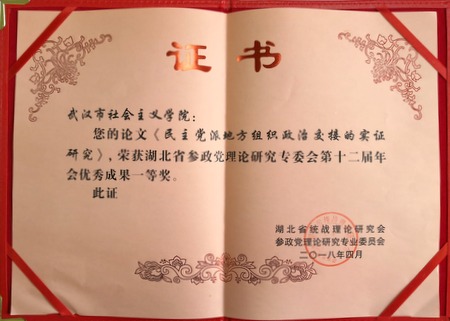 证书
武汉市社会主义学院：
您的论文《民主党派地方组织政治交接的实证
研究》，荣获湖北省参政党理论研究专委会第十二届年
会优秀成果一等奖。
此证
湖北省统战理论研究会
参政党理论研究专业委员会
二〇一八年四月